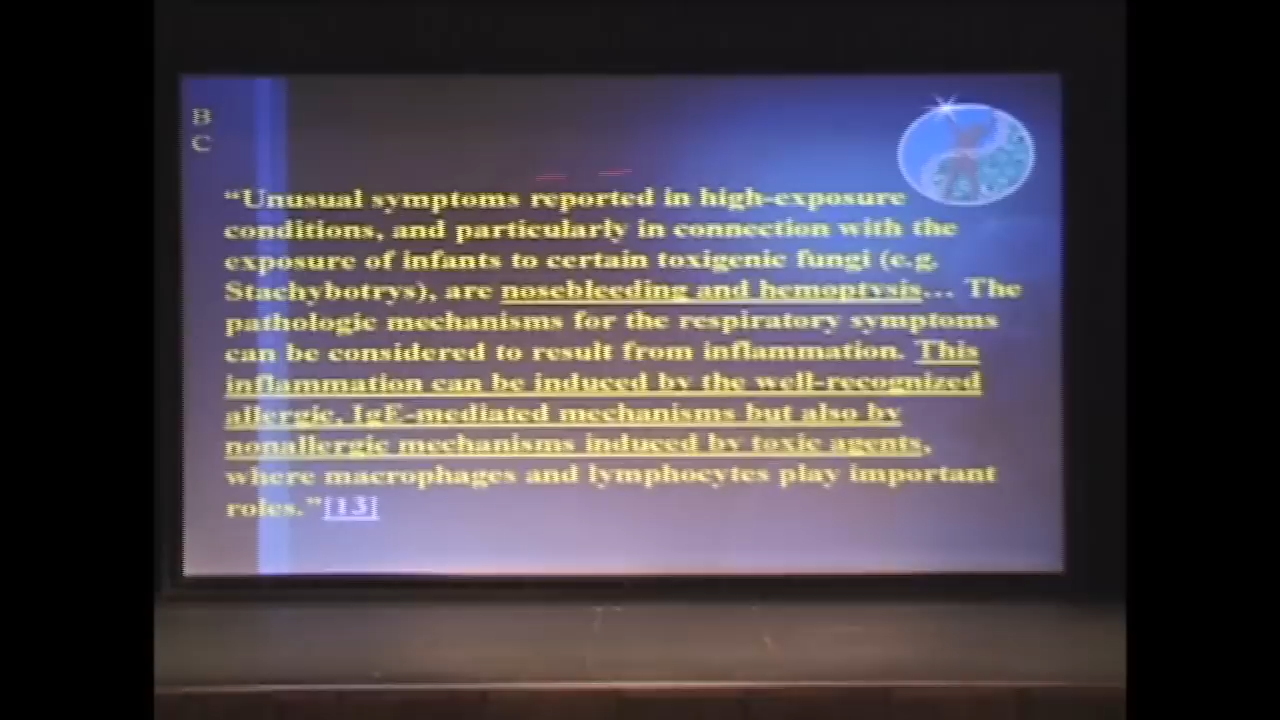 B
C
“Unusual symptoms reported in high-exposure
conditions, and particularly in connection with the
exposure of infants to certain toxigenic fungi (e.g.
Stachybotrys), are nosebleeding and hemoptysis… The
pathologic mechanisms for the respiratory symptoms
can be considered to result from inflammation. This
inflammation can be induced by the well-recognized
allergic, IgE-mediated mechanisms but also by
nonallergic mechanisms induced by toxic agents,
where macrophages and lymphocytes play important
roles.”[13]